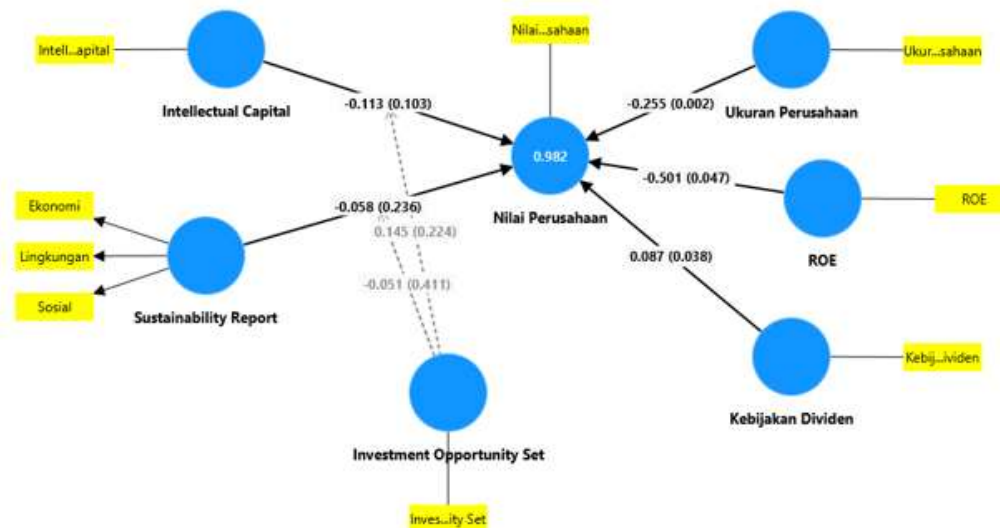 Intell...apital
Intellectual Capital
Nilai...sahaan
Ukur...sahaan
Ukuran Perusahaan
-0.113 (0.103)
-0.255 (0.002)
0.982
Nilai Perusahaan
-0.501 (0.047)
ROE
ROE
Ekonomi
Lingkungan
Sosial
Sustainability Report
-0.058 (0.236)
0.145 (0.224)
-0.051 (0.411)
0.087 (0.038)
Kebij...ividen
Kebijakan Dividen
Investment Opportunity Set
Inves...ity Set